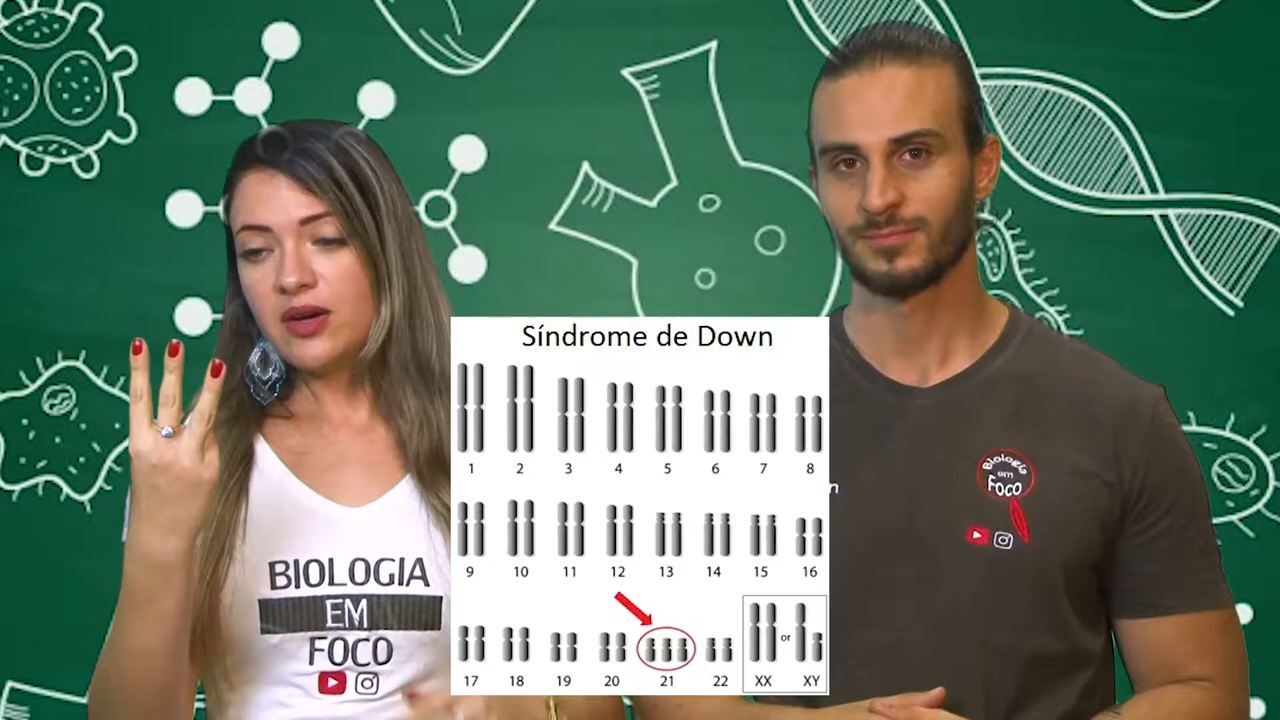 Síndrome de Down
1 2 3 4 5 6 7 8
9 10 11 12 13 14 15 16
17 18 19 20 21 22 XX or XY
n
BIOLOGIA
EM
FOCO
Biologia
em
Foco